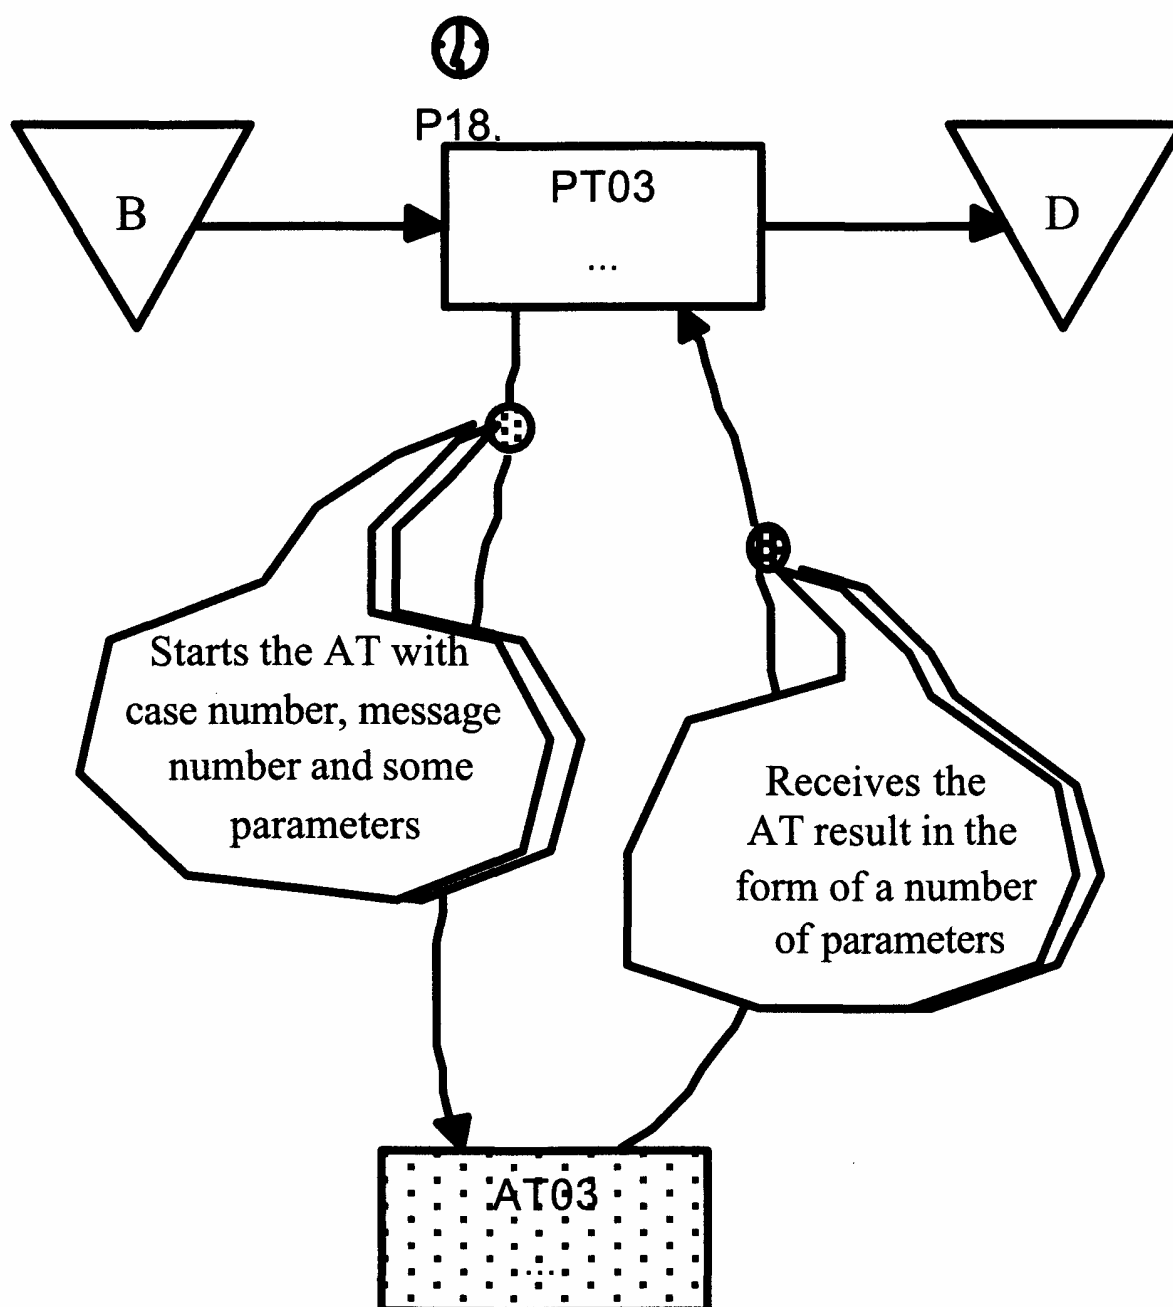 P18.
B
PT03
...
D
Starts the AT with
case number, message
number and some
parameters
Receives the
AT result in the
form of a number
of parameters
AT03
....